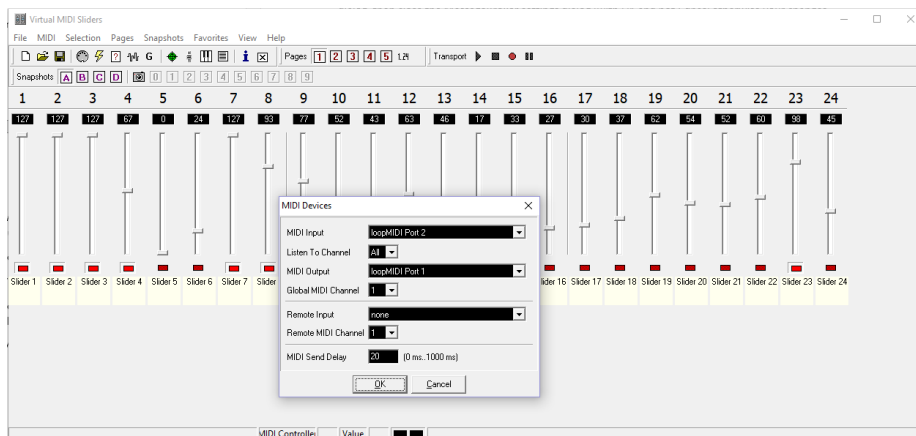 Virtual MIDI Sliders
File MIDI Selection Pages Snapshots Favorites View Help
G i Pages 1 2 3 4 5 1..24 Transport
Snapshots A B C D 0 1 2 3 4 5 6 7 8 9
1 2 3 4 5 6 7 8 9 10 11 12 13 14 15 16 17 18 19 20 21 22 23 24
127 127 127 67 0 24 127 93 77 52 43 63 46 17 33 27 30 37 62 54 52 60 98 45
MIDI Devices
MIDI Input loopMIDI Port 2
Listen To Channel All
MIDI Output loopMIDI Port 1
Global MIDI Channel 1
Remote Input none
Remote MIDI Channel 1
MIDI Send Delay 20 (0 ms..1000 ms)
OK Cancel
Slider 1 Slider 2 Slider 3 Slider 4 Slider 5 Slider 6 Slider 7 Slider lider 16 Slider 17 Slider 18 Slider 19 Slider 20 Slider 21 Slider 22 Slider 23 Slider 24
MIDI Controller Value